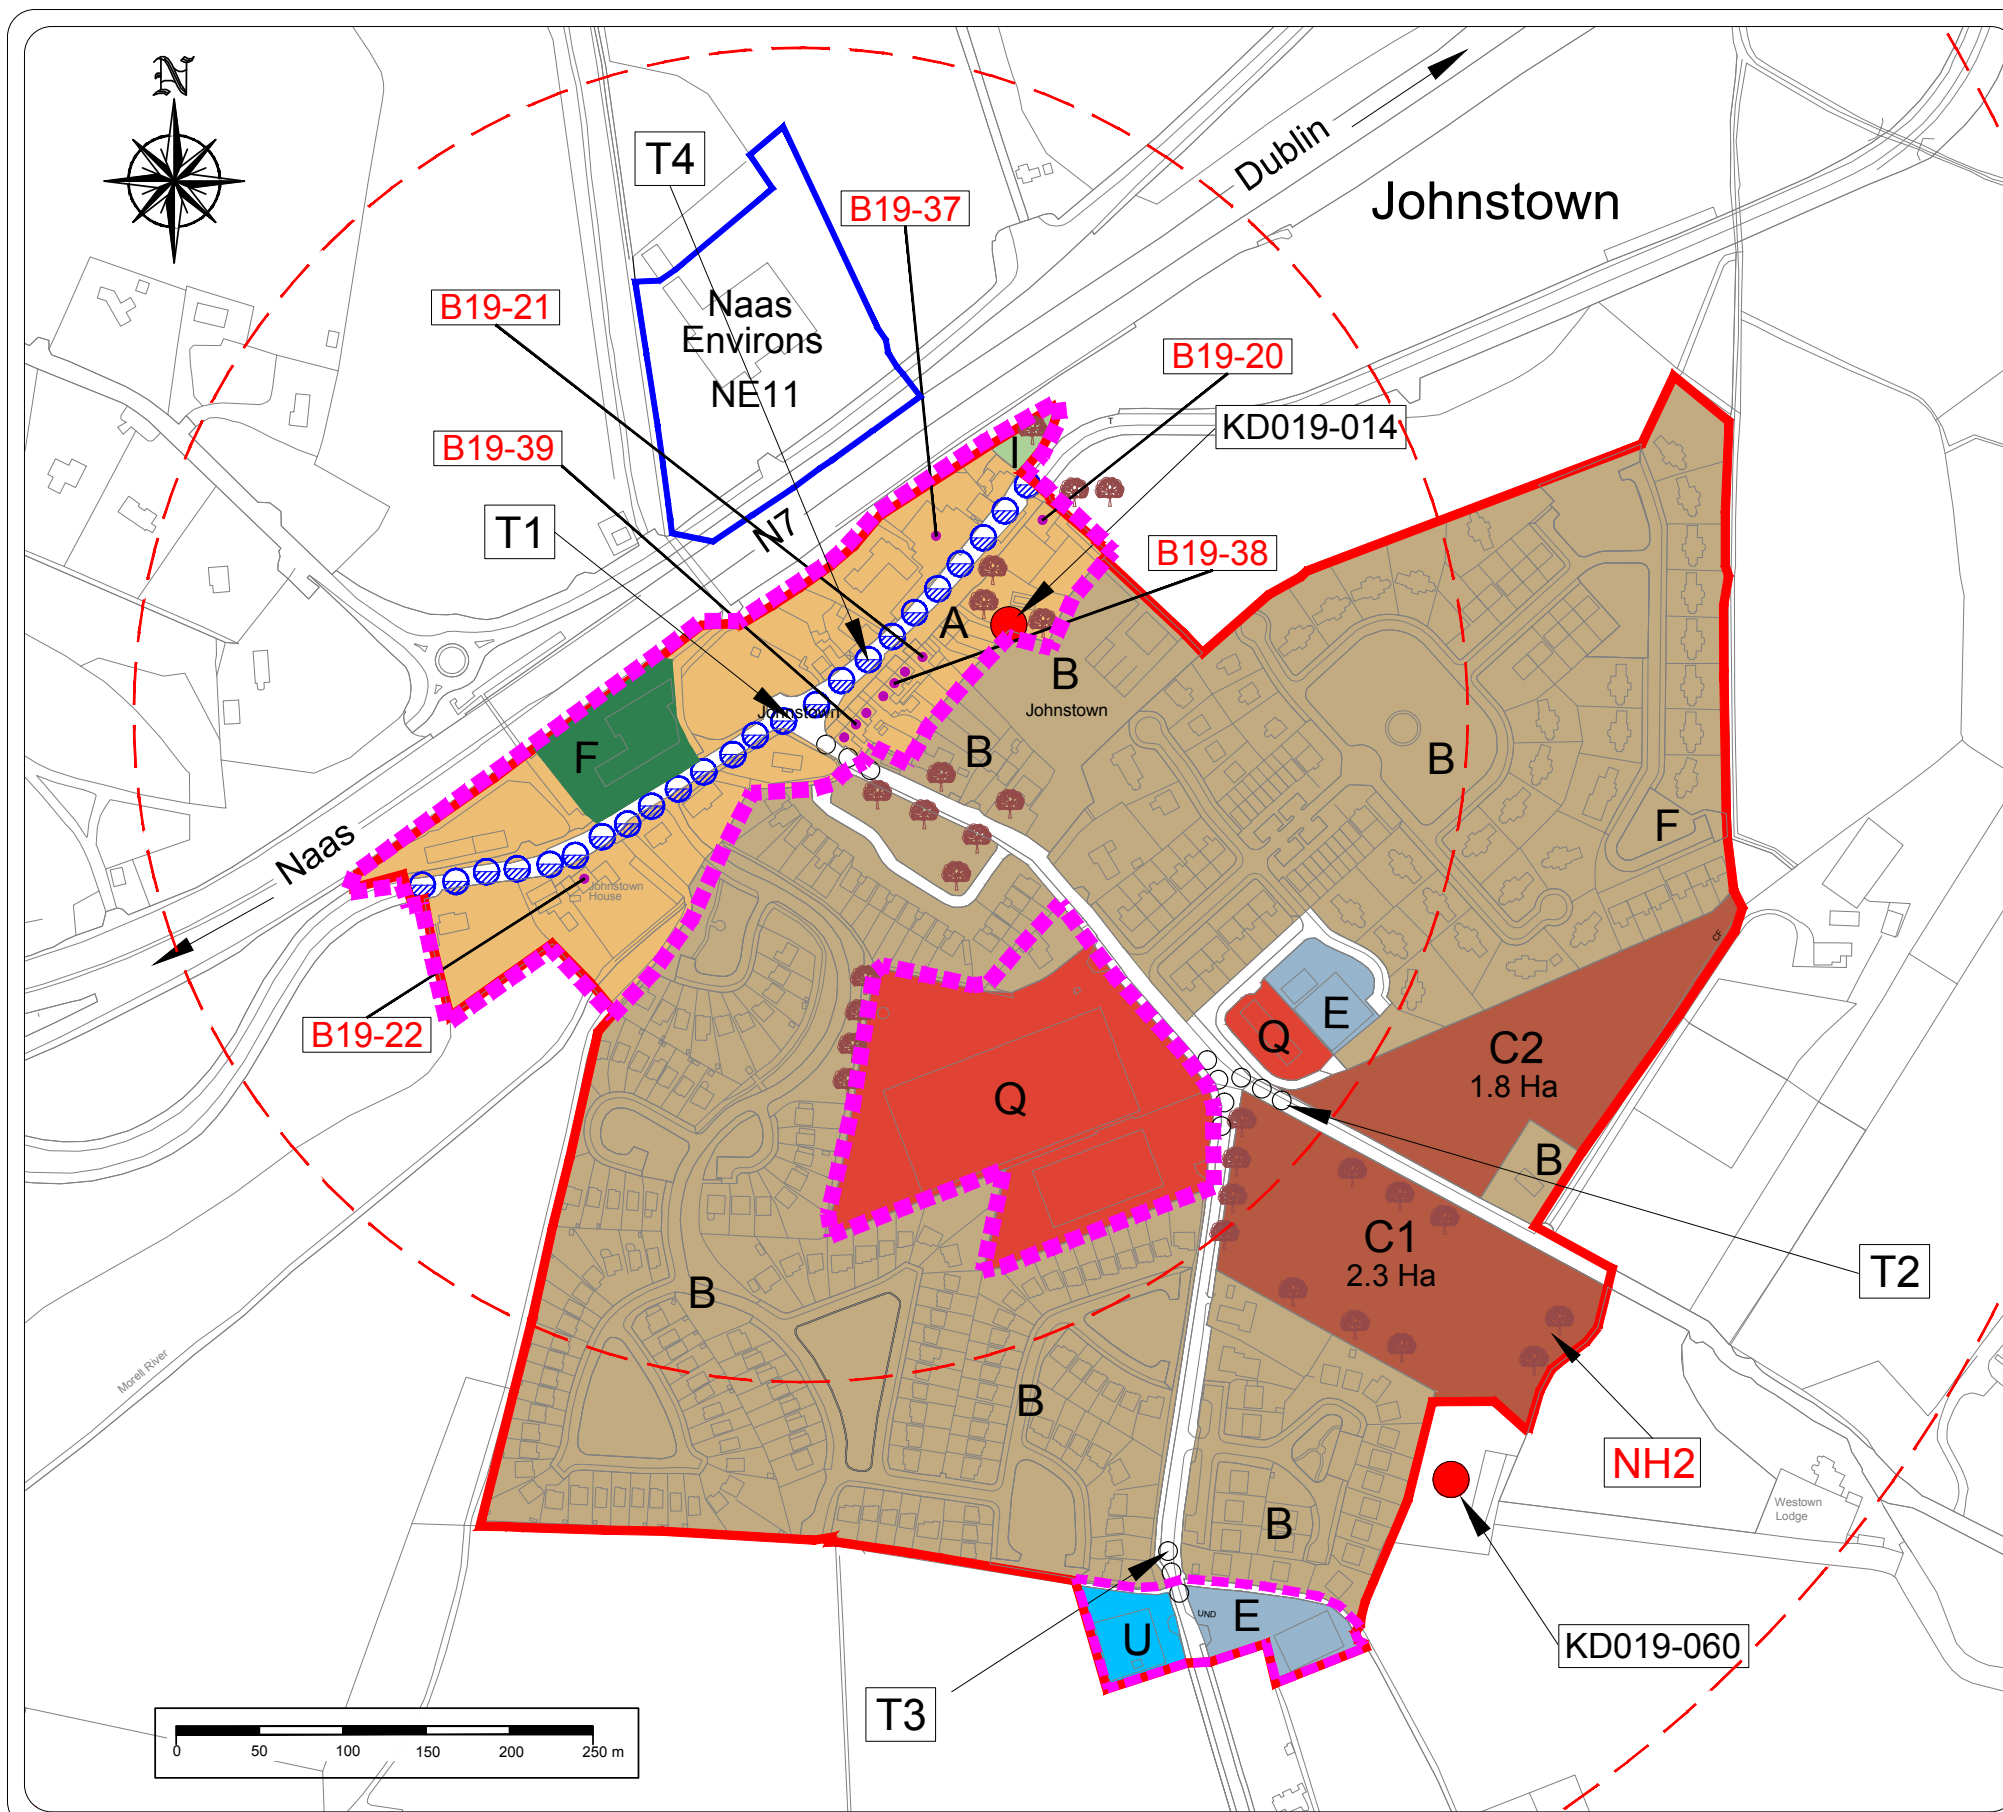 N
T4
Dublin
Johnstown
B19-37
B19-21
Naas
Environs
NE11
B19-20
KD019-014
T
B19-39
I
T1
N7
B19-38
A
B
Johnstown
Johnstown
B
B
F
F
Naas
Johnstown
House
CF
B19-22
E
Q
C2
1.8 Ha
Q
B
C1
2.3 Ha
T2
B
Morell River
B
NH2
Westown
Lodge
B
UND
E
U
KD019-060
T3
0 50 100 150 200 250 m